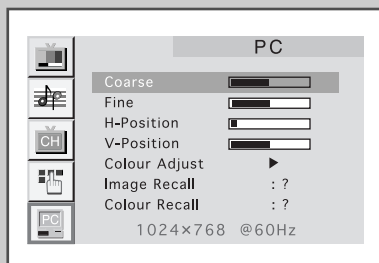 PC
Coarse
Fine
H-Position
V-Position
CH
Colour Adjust
Image Recall : ?
Colour Recall : ?
PC
1024×768 @60Hz